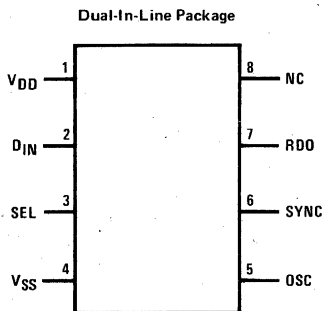 Dual-In-Line Package
VDD 1
8 NC
DIN 2
7 RDO
SEL 3
6 SYNC
VSS 4
5 OSC